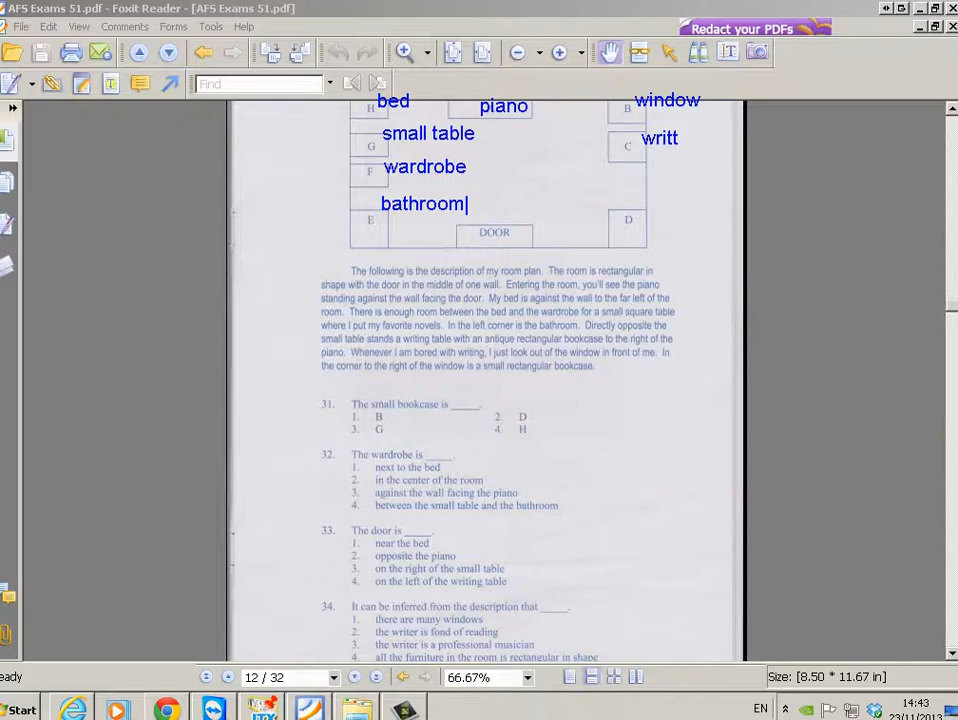 AFS Exams 51.pdf - Foxit Reader - [AFS Exams 51.pdf]
File Edit View Comments Forms Tools Help
Redact your PDFs
Find
bed piano window
H B
small table writt
G C
wardrobe
F
bathroom
E DOOR D
The following is the description of my room plan. The room is rectangular in
shape with the door in the middle of one wall. Entering the room, you'll see the piano
standing against the wall facing the door. My bed is against the wall to the far left of the
room. There is enough room between the bed and the wardrobe for a small square table
where I put my favorite novels. In the left corner is the bathroom. Directly opposite the
small table stands a writing table with an antique rectangular bookcase to the right of the
piano. Whenever I am bored with writing, I just look out of the window in front of me. In
the corner to the right of the window is a small rectangular bookcase.
31. The small bookcase is _____.
1. B 2. D
3. G 4. H
32. The wardrobe is _____.
1. next to the bed
2. in the center of the room
3. against the wall facing the piano
4. between the small table and the bathroom
33. The door is _____.
1. near the bed
2. opposite the piano
3. on the right of the small table
4. on the left of the writing table
34. It can be inferred from the description that _____.
1. there are many windows
2. the writer is fond of reading
3. the writer is a professional musician
4. all the furniture in the room is rectangular in shape
eady 12 / 32 66.67% Size: [8.50 * 11.67 in]
Start EN 14:43
23/11/2013